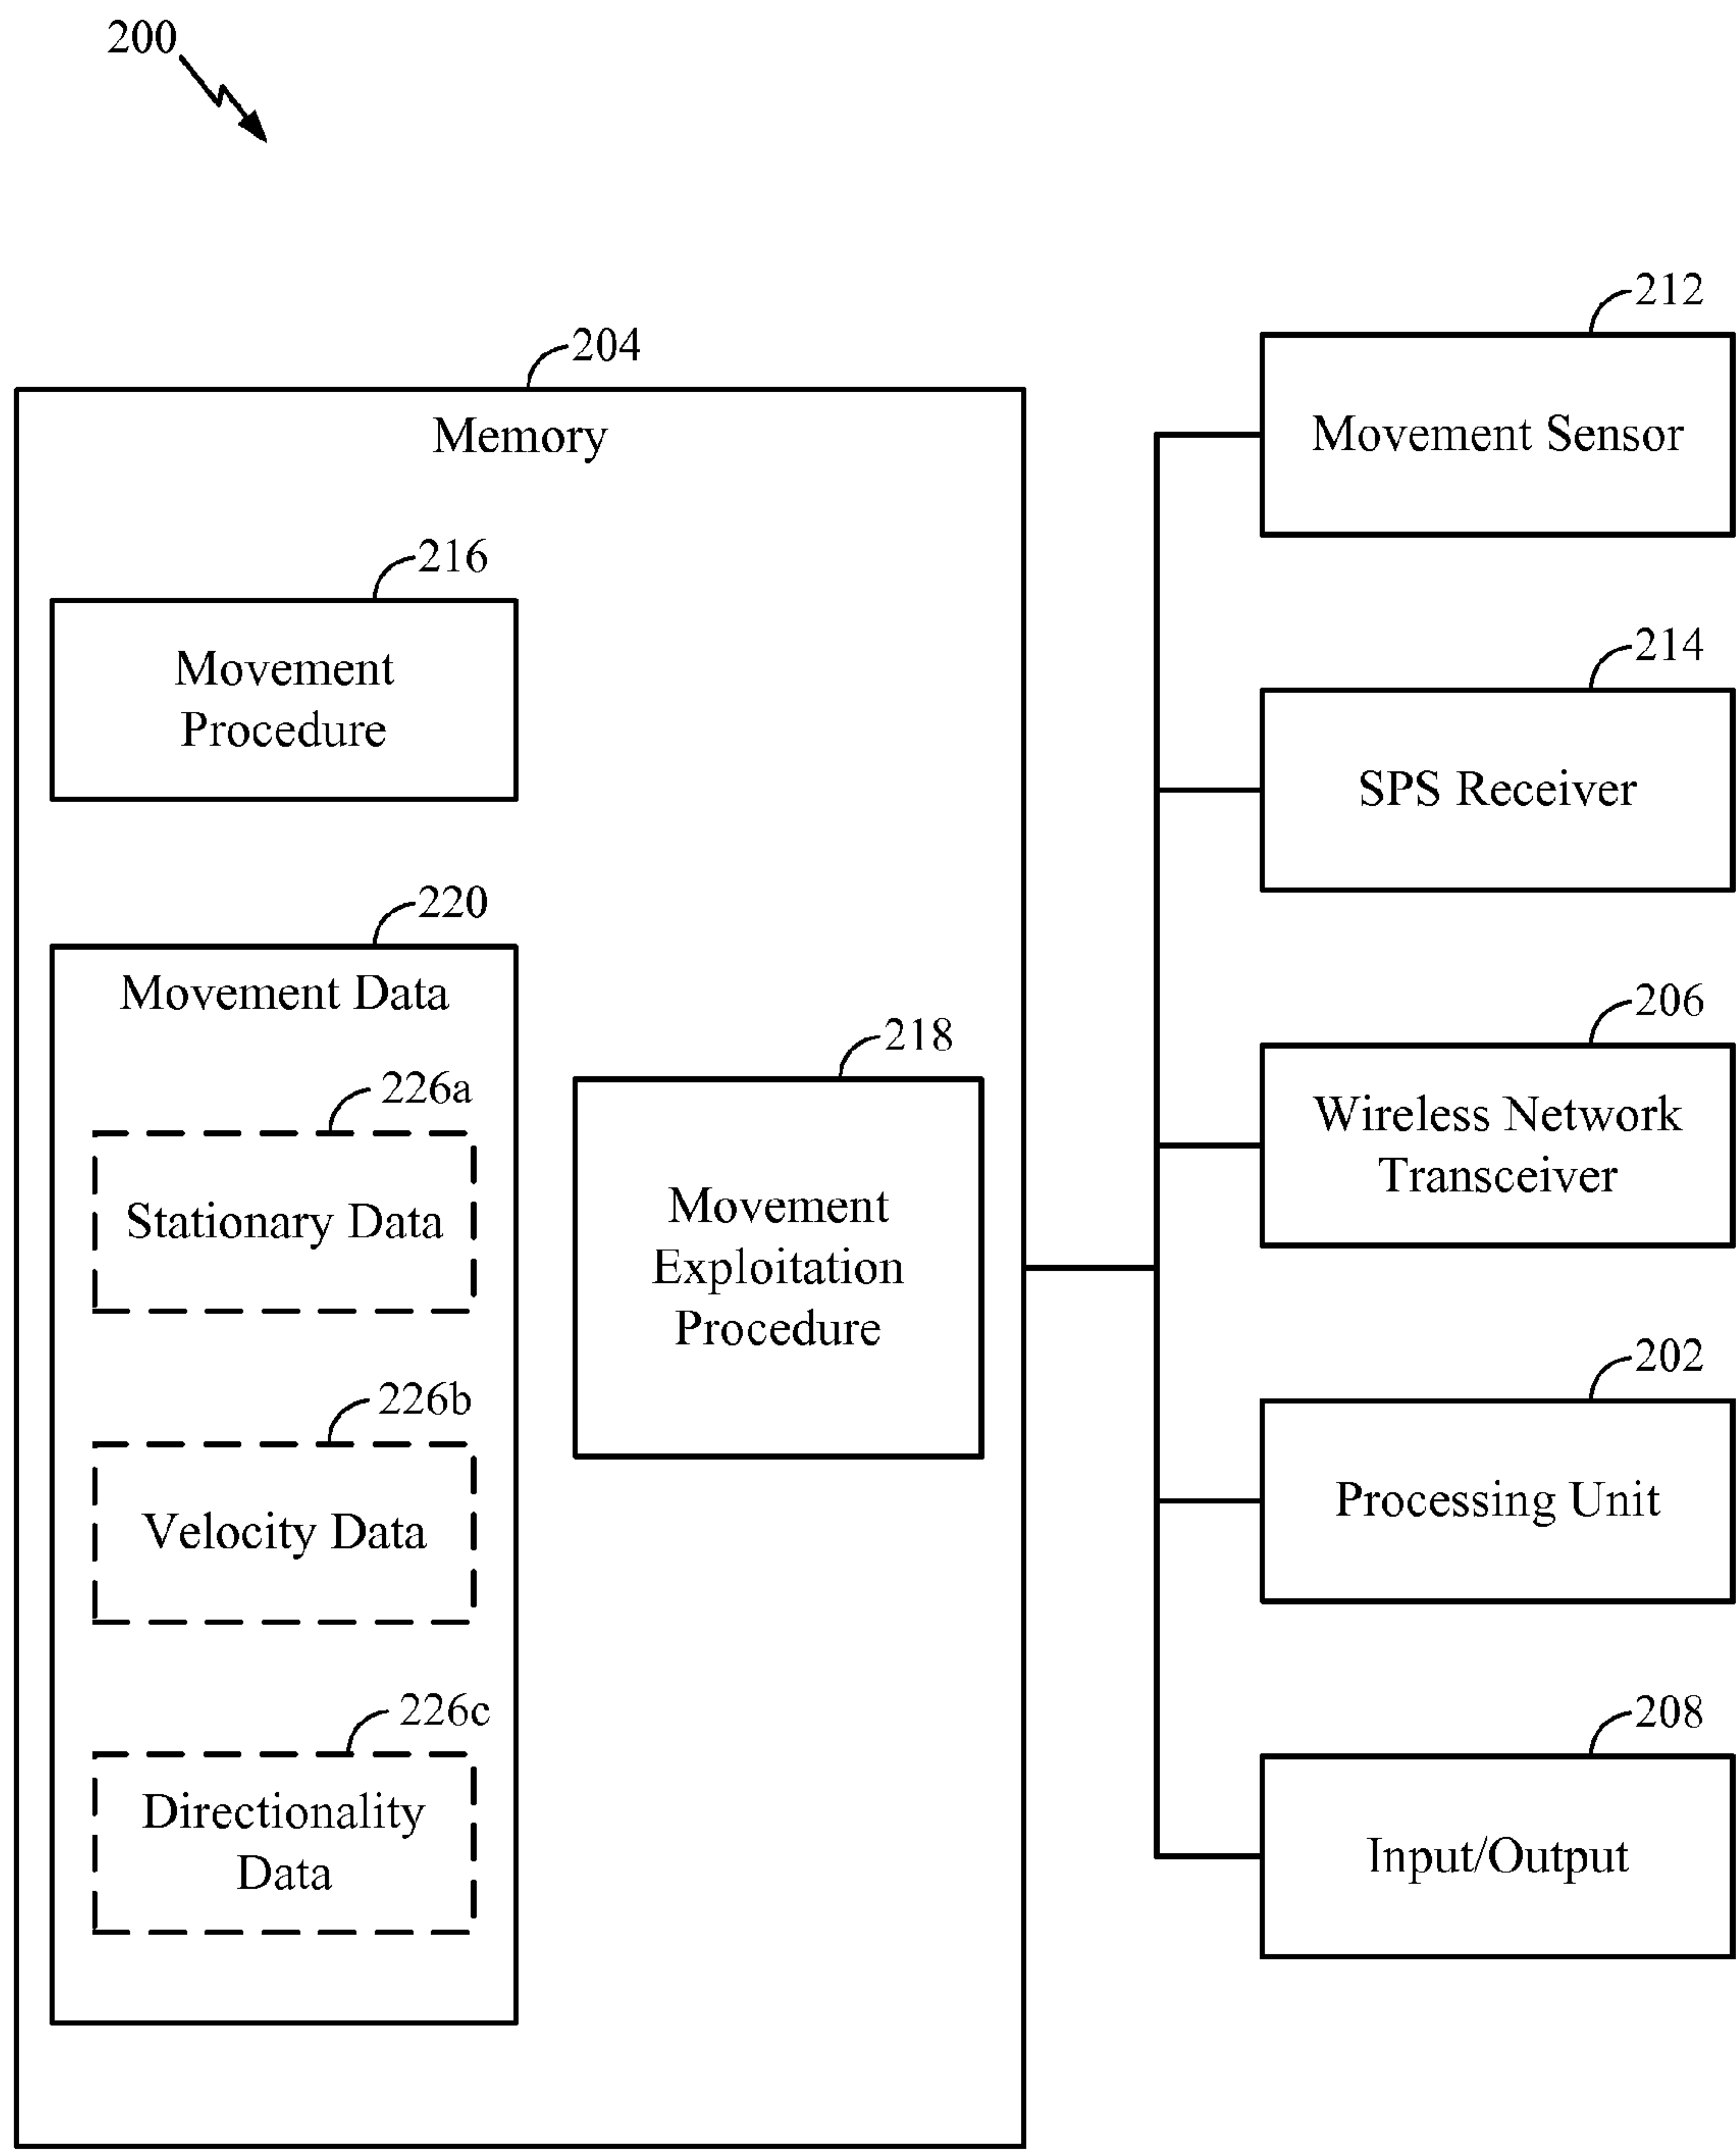 200
204
Memory
216
Movement
Procedure
220
Movement Data
226a
Stationary Data
226b
Velocity Data
226c
Directionality
Data
218
Movement
Exploitation
Procedure
212
Movement Sensor
214
SPS Receiver
206
Wireless Network
Transceiver
202
Processing Unit
208
Input/Output